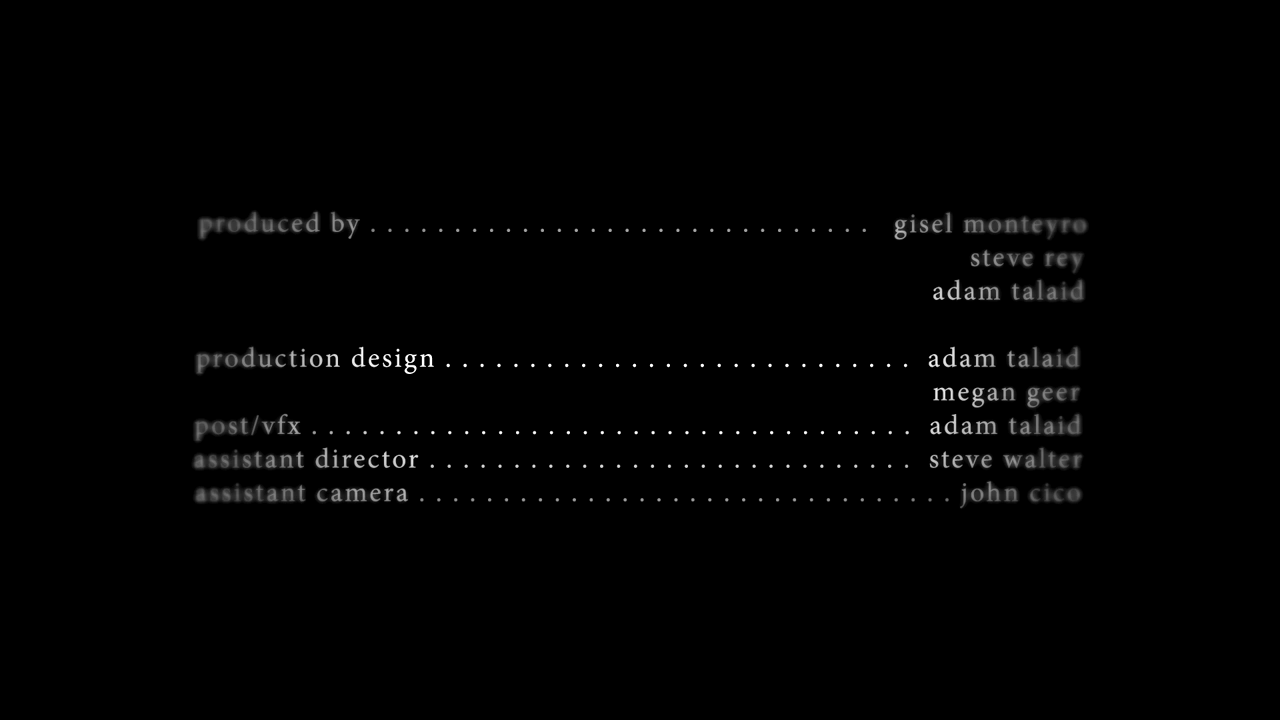 produced by . . . . . . . . . . . . . . . . . . . . . . . . . . . . . . gisel monteyro
steve rey
adam talaid
production design . . . . . . . . . . . . . . . . . . . . . . . . . . . . adam talaid
megan geer
post/vfx . . . . . . . . . . . . . . . . . . . . . . . . . . . . . . . . . . . . adam talaid
assistant director . . . . . . . . . . . . . . . . . . . . . . . . . . . . . steve walter
assistant camera . . . . . . . . . . . . . . . . . . . . . . . . . . . . . . . . john cico